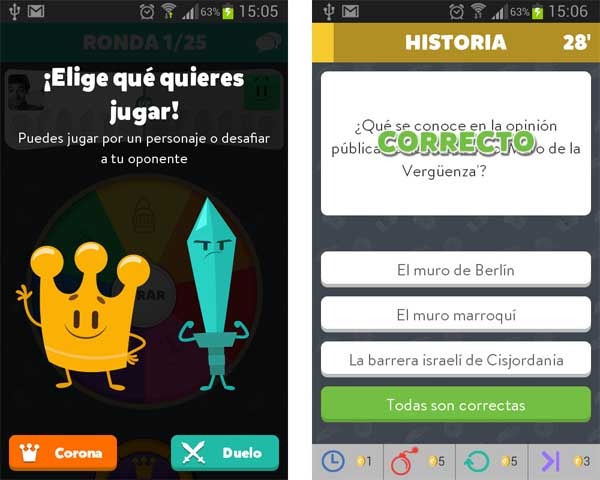 63% 15:05
RONDA 1/25
¡Elige qué quieres
jugar!
Puedes jugar por un personaje o desafiar
a tu oponente
Corona
Duelo
63% 15:06
HISTORIA 28'
¿Qué se conoce en la opinión
pública
CORRECTO
de la
Vergüenza'?
El muro de Berlín
El muro marroquí
La barrera israelí de Cisjordania
Todas son correctas
1 5 5 3